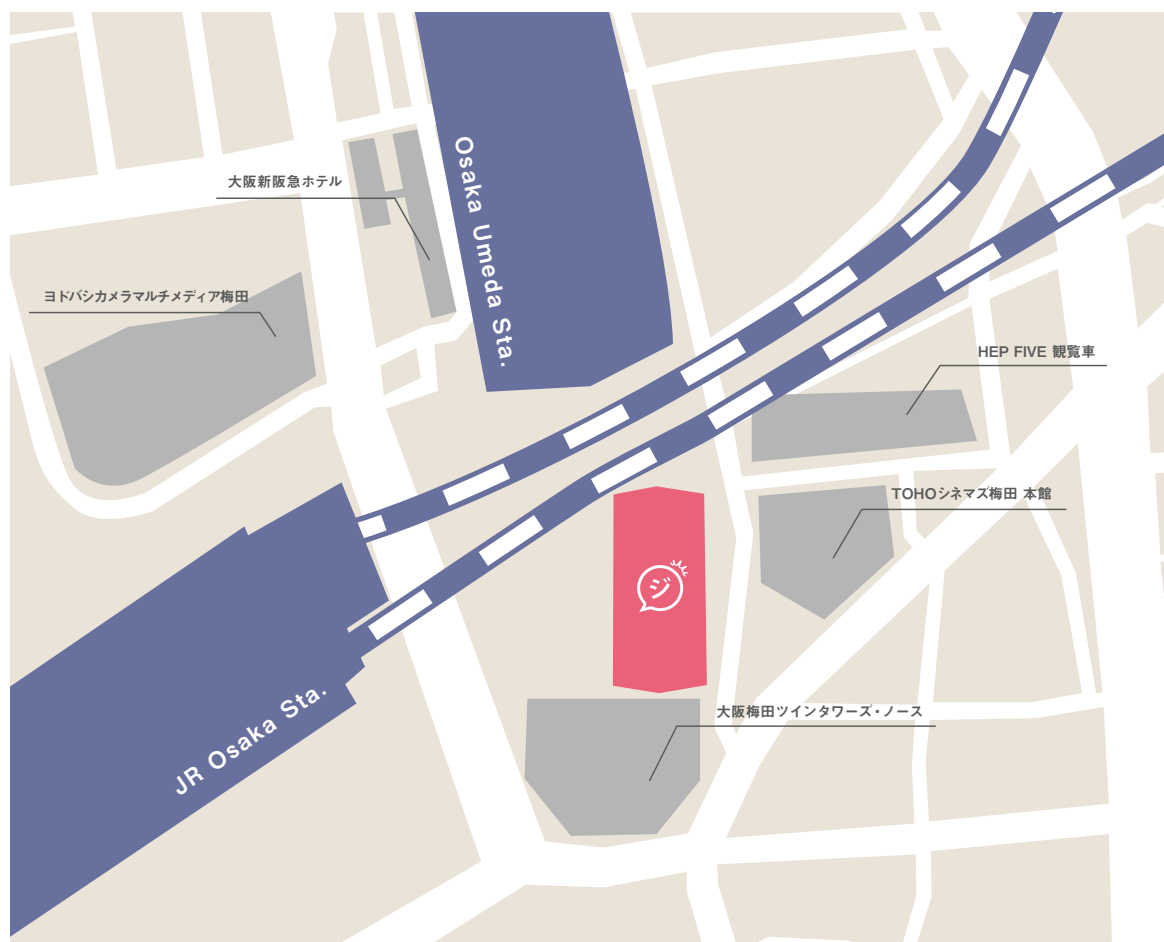 大阪新阪急ホテル
Osaka Umeda Sta.
ヨドバシカメラマルチメディア梅田
HEP FIVE 観覧車
TOHOシネマズ梅田 本館
ジ
大阪梅田ツインタワーズ・ノース
JR Osaka Sta.